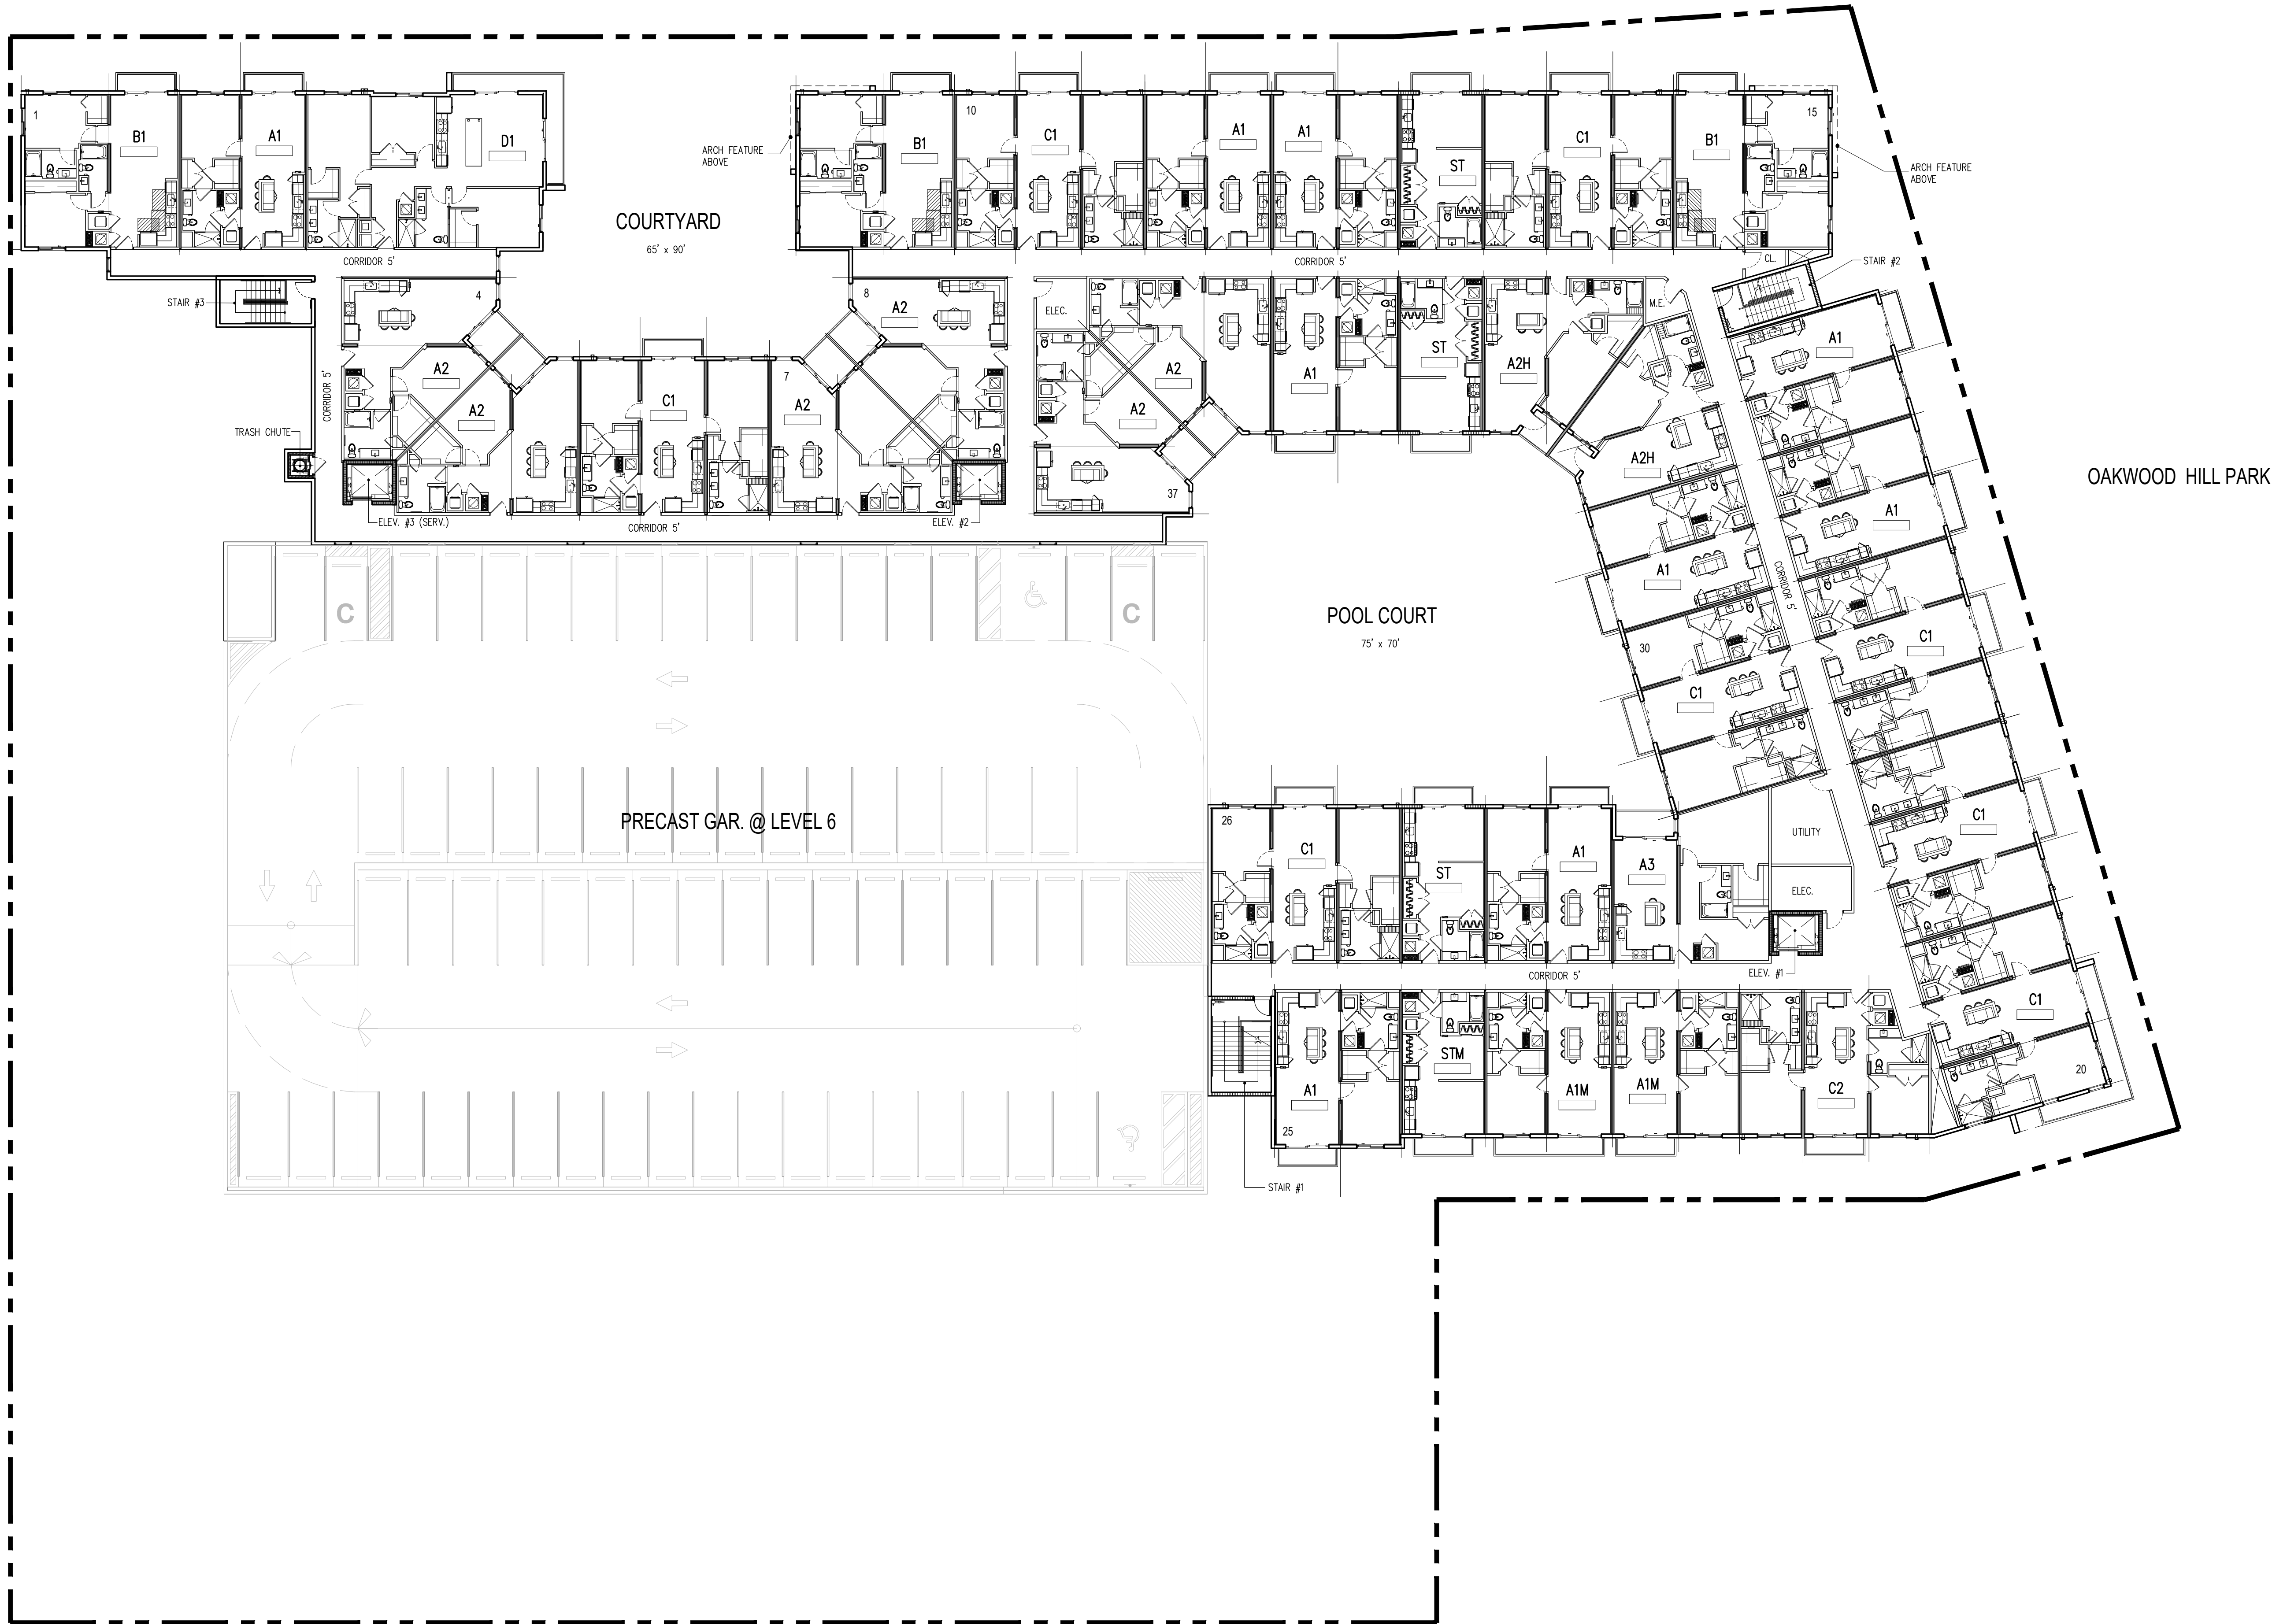 1
B1
A1
D1
COURTYARD
65' x 90'
ARCH FEATURE
ABOVE
B1
10
C1
A1
A1
ST
C1
B1
15
ARCH FEATURE
ABOVE
CORRIDOR 5'
CORRIDOR 5'
CL.
STAIR #2
STAIR #3
4
8
A2
ELEC.
M.E.
A1
CORRIDOR 5'
A2
A2
C1
7
A2
A2
A2
A1
ST
A2H
TRASH CHUTE
A2H
OAKWOOD HILL PARK
37
ELEV. #3 (SERV.)
CORRIDOR 5'
ELEV. #2
A1
A1
CORRIDOR 5'
C
C
POOL COURT
75' x 70'
30
C1
C1
PRECAST GAR. @ LEVEL 6
26
C1
ST
A1
A3
UTILITY
ELEC.
C1
CORRIDOR 5'
ELEV. #1
C1
A1
25
STM
A1M
A1M
C2
20
STAIR #1